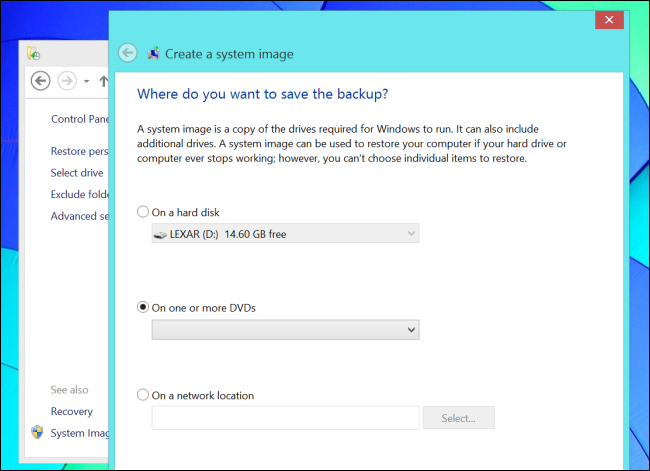 Create a system image
Where do you want to save the backup?
A system image is a copy of the drives required for Windows to run. It can also include
additional drives. A system image can be used to restore your computer if your hard drive or
computer ever stops working; however, you can't choose individual items to restore.
On a hard disk
LEXAR (D:) 14.60 GB free
On one or more DVDs
On a network location
Select...
Control Pane
Restore pers
Select drive
Exclude folde
Advanced se
See also
Recovery
System Imag